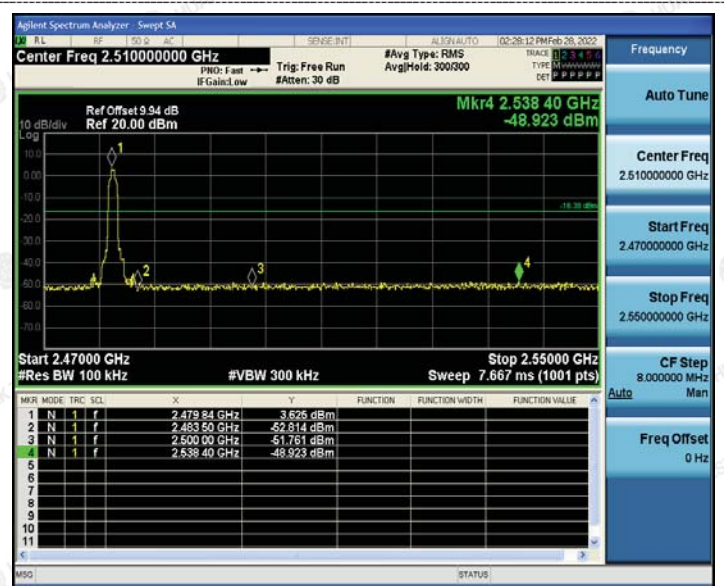 Agilent Spectrum Analyzer - Swept SA
RL RF 50 Ω AC SENSE:INT ALIGN AUTO 02:28:12 PM Feb 28, 2022
Center Freq 2.510000000 GHz
PNO: Fast
IFGain:Low
Trig: Free Run
#Atten: 30 dB
#Avg Type: RMS
Avg|Hold: 300/300
TRACE 1 2 3 4 5 6
TYPE M
DET P P P P P P
Ref Offset 9.94 dB
Ref 20.00 dBm
10 dB/div
Log
Mkr4 2.538 40 GHz
-48.923 dBm
10.0
0.00
-10.0
-20.0
-30.0
-40.0
-50.0
-60.0
-70.0
1
2
3
4
Start 2.47000 GHz
Stop 2.55000 GHz
#Res BW 100 kHz
#VBW 300 kHz
Sweep 7.667 ms (1001 pts)
MKR MODE TRC SCL X Y FUNCTION FUNCTION WIDTH FUNCTION VALUE
1 N 1 f 2.479 84 GHz 3.625 dBm
2 N 1 f 2.483 50 GHz -52.814 dBm
3 N 1 f 2.500 00 GHz -51.761 dBm
4 N 1 f 2.538 40 GHz -48.923 dBm
5
6
7
8
9
10
11
MSG
STATUS
Frequency
Auto Tune
Center Freq
2.510000000 GHz
Start Freq
2.470000000 GHz
Stop Freq
2.550000000 GHz
CF Step
8.000000 MHz
Auto Man
Freq Offset
0 Hz